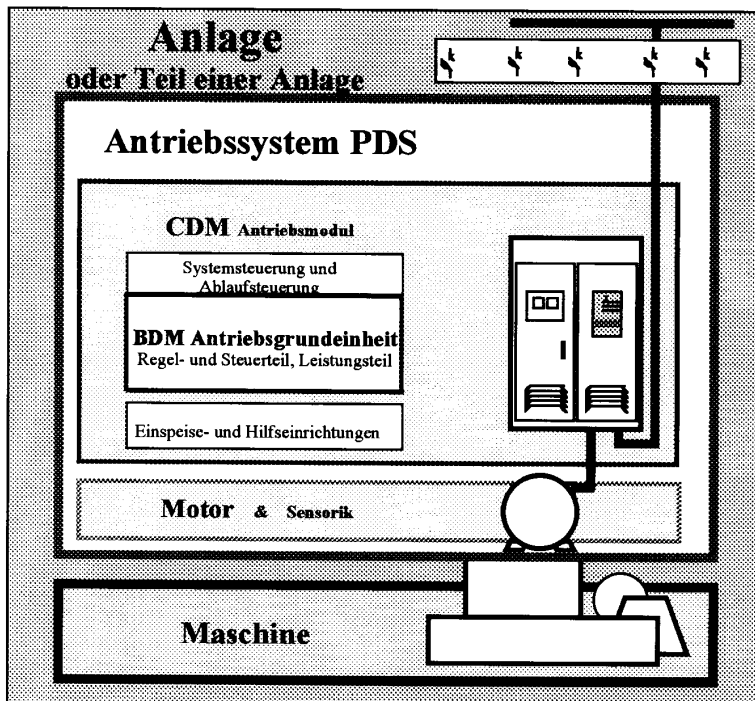 Anlage
oder Teil einer Anlage
k k k k k
Antriebssystem PDS
CDM Antriebsmodul
Systemsteuerung und
Ablaufsteuerung
BDM Antriebsgrundeinheit
Regel- und Steuerteil, Leistungsteil
Einspeise- und Hilfseinrichtungen
Motor & Sensorik
Maschine